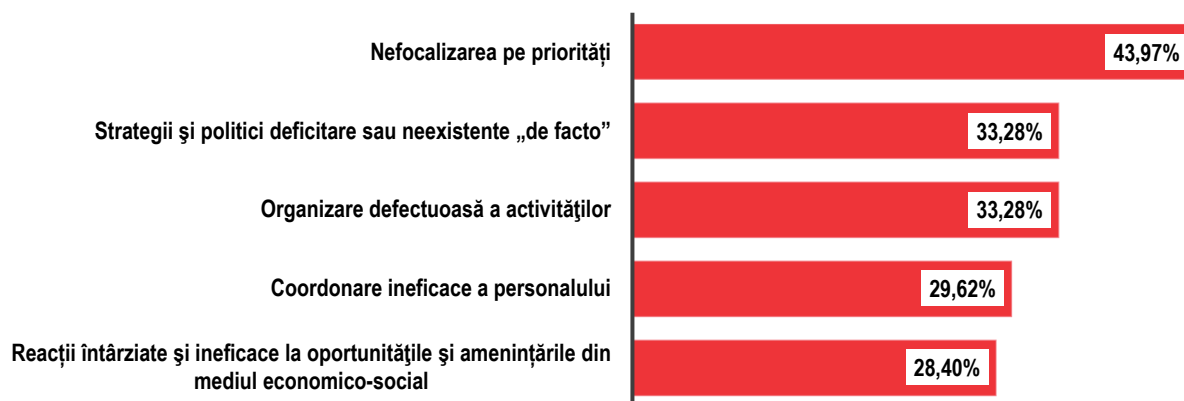 Nefocalizarea pe priorități
43,97%
Strategii şi politici deficitare sau neexistente „de facto”
33,28%
Organizare defectuoasă a activităţilor
33,28%
Coordonare ineficace a personalului
29,62%
Reacții întârziate şi ineficace la oportunităţile şi amenințările din
mediul economico-social
28,40%